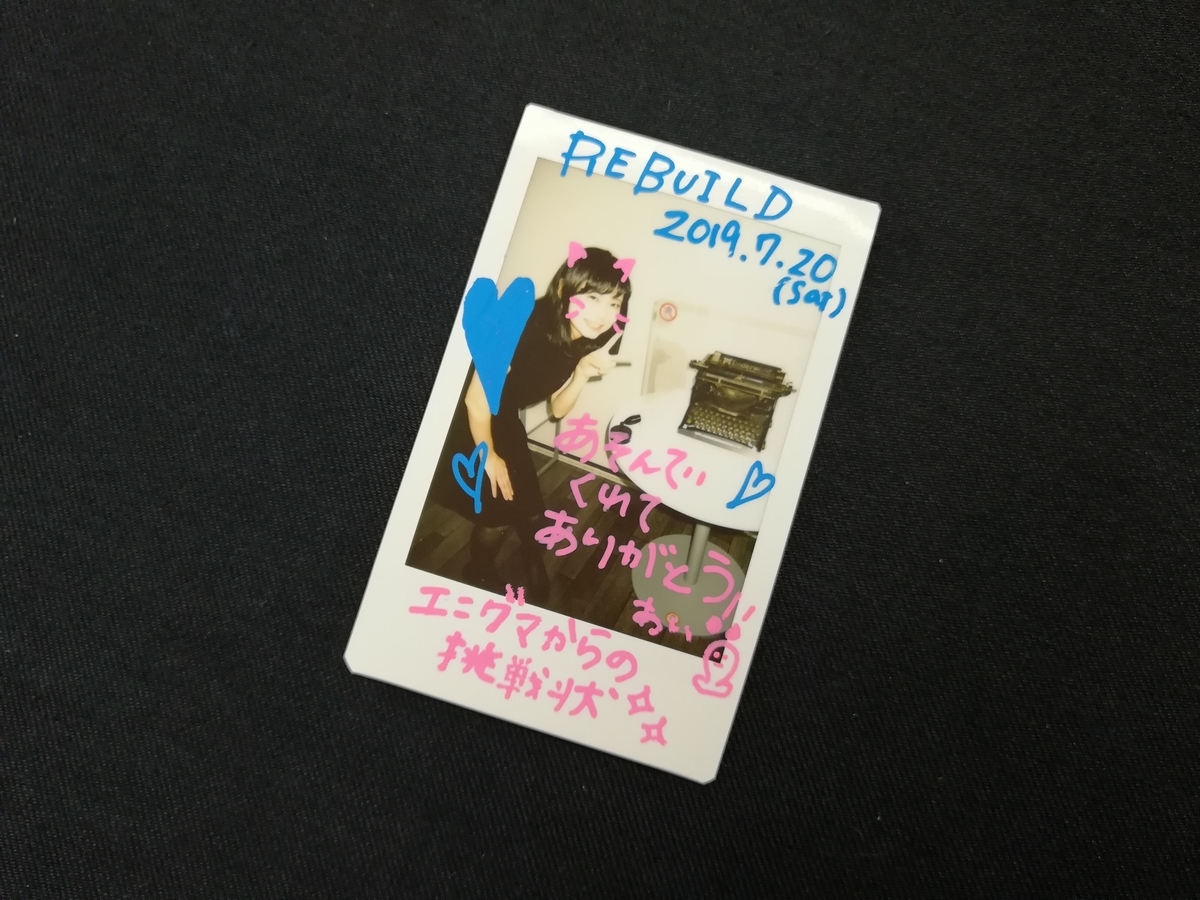 REBUILD
2019.7.20
(Sat)
あそんで
くれて
ありがとう!!
あい
エニグマからの
挑戦状